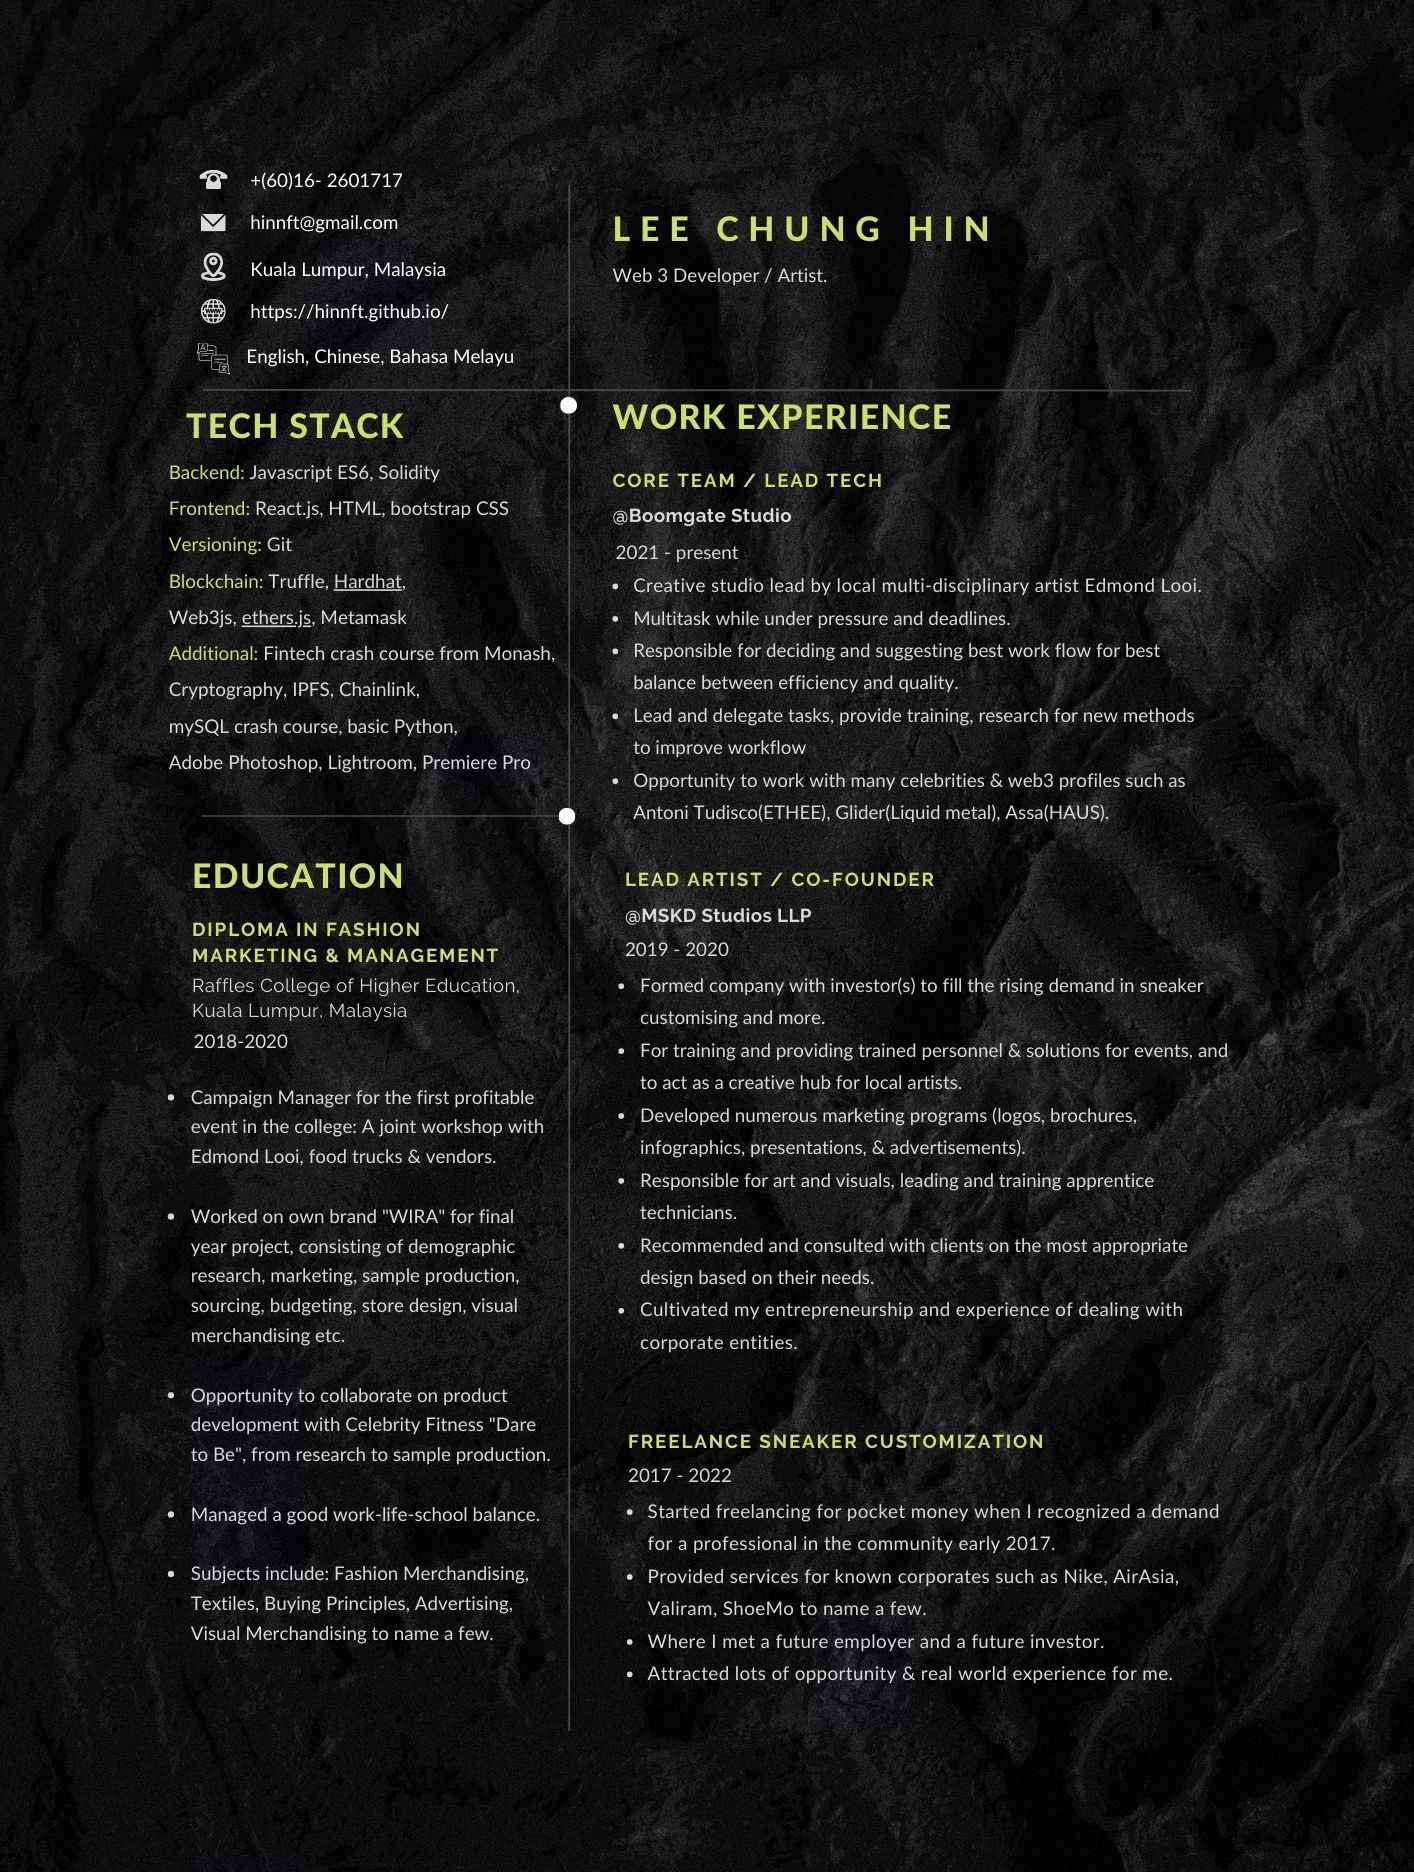 +(60)16- 2601717
hinnft@gmail.com
Kuala Lumpur, Malaysia
https://hinnft.github.io/
English, Chinese, Bahasa Melayu
LEE CHUNG HIN
Web 3 Developer / Artist.
TECH STACK
Backend: Javascript ES6, Solidity
Frontend: React.js, HTML, bootstrap CSS
Versioning: Git
Blockchain: Truffle, Hardhat,
Web3js, ethers.js, Metamask
Additional: Fintech crash course from Monash,
Cryptography, IPFS, Chainlink,
mySQL crash course, basic Python,
Adobe Photoshop, Lightroom, Premiere Pro
EDUCATION
DIPLOMA IN FASHION
MARKETING & MANAGEMENT
Raffles College of Higher Education,
Kuala Lumpur, Malaysia
2018-2020
• Campaign Manager for the first profitable
event in the college: A joint workshop with
Edmond Looi, food trucks & vendors.
• Worked on own brand "WIRA" for final
year project, consisting of demographic
research, marketing, sample production,
sourcing, budgeting, store design, visual
merchandising etc.
• Opportunity to collaborate on product
development with Celebrity Fitness "Dare
to Be", from research to sample production.
• Managed a good work-life-school balance.
• Subjects include: Fashion Merchandising,
Textiles, Buying Principles, Advertising,
Visual Merchandising to name a few.
WORK EXPERIENCE
CORE TEAM / LEAD TECH
@Boomgate Studio
2021 - present
• Creative studio lead by local multi-disciplinary artist Edmond Looi.
• Multitask while under pressure and deadlines.
• Responsible for deciding and suggesting best work flow for best
balance between efficiency and quality.
• Lead and delegate tasks, provide training, research for new methods
to improve workflow
• Opportunity to work with many celebrities & web3 profiles such as
Antoni Tudisco(ETHEE), Glider(Liquid metal), Assa(HAUS).
LEAD ARTIST / CO-FOUNDER
@MSKD Studios LLP
2019 - 2020
• Formed company with investor(s) to fill the rising demand in sneaker
customising and more.
• For training and providing trained personnel & solutions for events, and
to act as a creative hub for local artists.
• Developed numerous marketing programs (logos, brochures,
infographics, presentations, & advertisements).
• Responsible for art and visuals, leading and training apprentice
technicians.
• Recommended and consulted with clients on the most appropriate
design based on their needs.
• Cultivated my entrepreneurship and experience of dealing with
corporate entities.
FREELANCE SNEAKER CUSTOMIZATION
2017 - 2022
• Started freelancing for pocket money when I recognized a demand
for a professional in the community early 2017.
• Provided services for known corporates such as Nike, AirAsia,
Valiram, ShoeMo to name a few.
• Where I met a future employer and a future investor.
• Attracted lots of opportunity & real world experience for me.